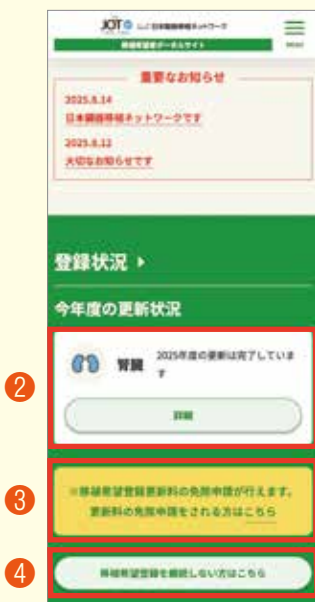 JOT 日本臓器移植ネットワーク
移植希望者ポータルサイト
MENU
重要なお知らせ
2025.8.14
日本臓器移植ネットワークです
2025.8.12
大切なお知らせです
登録状況
今年度の更新状況
② 腎臓 2025年度の更新は完了していま
す
詳細
③ ※移植希望登録更新料の免除申請が行えます。
更新料の免除申請をされる方はこちら
④ 移植希望登録を継続しない方はこちら